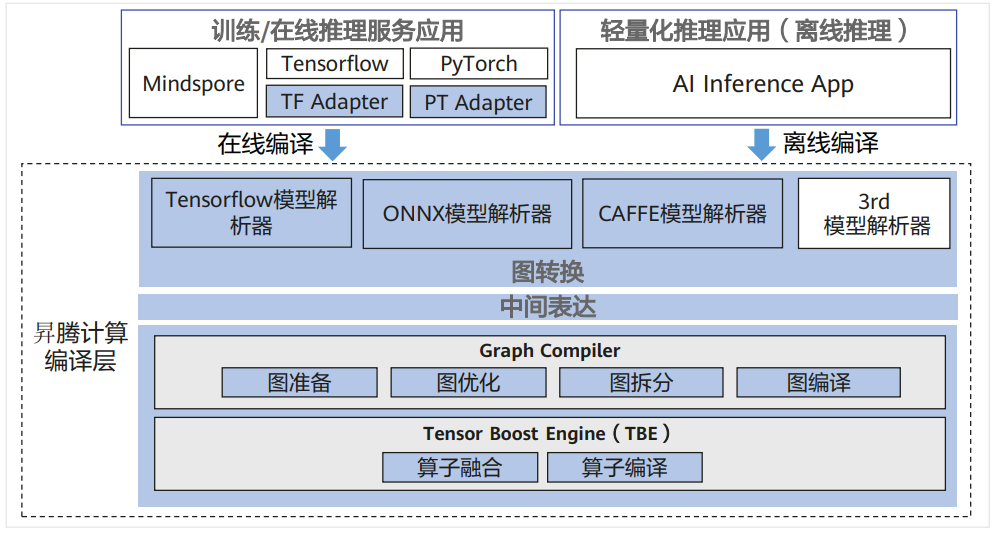 训练/在线推理服务应用
轻量化推理应用（离线推理）
Mindspore
Tensorflow
PyTorch
TF Adapter
PT Adapter
AI Inference App
在线编译
离线编译
Tensorflow模型解
析器
ONNX模型解析器
CAFFE模型解析器
3rd
模型解析器
图转换
中间表达
昇腾计算
编译层
Graph Compiler
图准备
图优化
图拆分
图编译
Tensor Boost Engine（TBE）
算子融合
算子编译